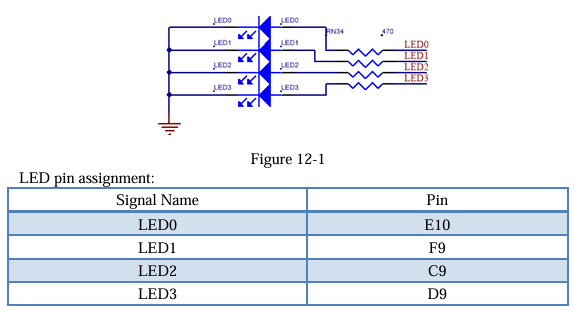 LED0 LED0
RN34 470
LED0
LED1 LED1
LED1
LED2 LED2
LED2
LED3
LED3 LED3
Figure 12-1
LED pin assignment:
Signal Name Pin
LED0 E10
LED1 F9
LED2 C9
LED3 D9